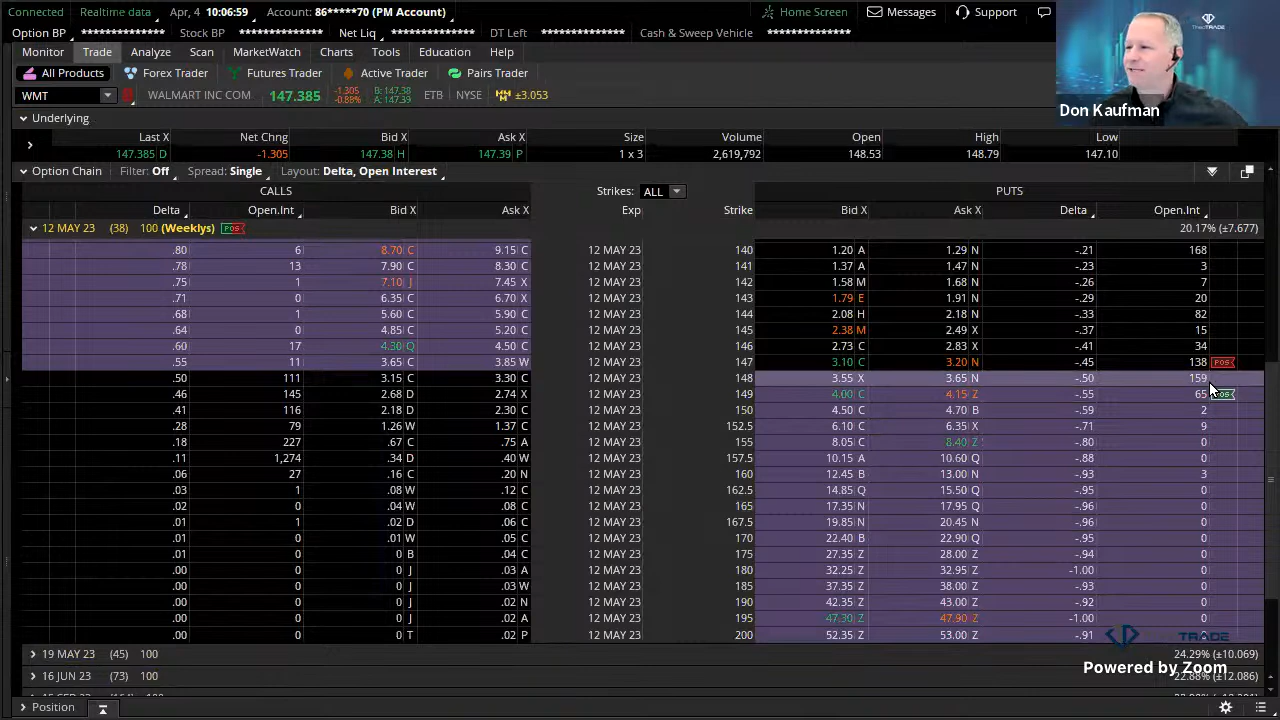 Connected Realtime data Apr, 4 10:06:59 Account: 86*****70 (PM Account) Home Screen Messages Support
Option BP ************** Stock BP ************** Net Liq ************** DT Left ************** Cash & Sweep Vehicle **************
Monitor Trade Analyze Scan MarketWatch Charts Tools Education Help
All Products Forex Trader Futures Trader Active Trader Pairs Trader
WMT WALMART INC COM 147.385 -1.305 -0.88% B: 147.38 A: 147.39 ETB NYSE ±3.053
Don Kaufman
Underlying
Last X Net Chng Bid X Ask X Size Volume Open High Low
147.385 D -1.305 147.38 H 147.39 P 1 x 3 2,619,792 148.53 148.79 147.10
Option Chain Filter: Off Spread: Single Layout: Delta, Open Interest
CALLS Strikes: ALL PUTS
Delta Open.Int Bid X Ask X Exp Strike Bid X Ask X Delta Open.Int
12 MAY 23 (38) 100 (Weeklys) POS 20.17% (±7.677)
.80 6 8.70 C 9.15 C 12 MAY 23 140 1.20 A 1.29 N -.21 168
.78 13 7.90 C 8.30 C 12 MAY 23 141 1.37 A 1.47 N -.23 3
.75 1 7.10 J 7.45 X 12 MAY 23 142 1.58 M 1.68 N -.26 7
.71 0 6.35 C 6.70 X 12 MAY 23 143 1.79 E 1.91 N -.29 20
.68 1 5.60 C 5.90 C 12 MAY 23 144 2.08 H 2.18 N -.33 82
.64 0 4.85 C 5.20 C 12 MAY 23 145 2.38 M 2.49 X -.37 15
.60 17 4.30 Q 4.50 C 12 MAY 23 146 2.73 C 2.83 X -.41 34
.55 11 3.65 C 3.85 W 12 MAY 23 147 3.10 C 3.20 N -.45 138 POS
.50 111 3.15 C 3.30 C 12 MAY 23 148 3.55 X 3.65 N -.50 159
.46 145 2.68 D 2.74 X 12 MAY 23 149 4.00 C 4.15 Z -.55 65 POS
.41 116 2.18 D 2.30 C 12 MAY 23 150 4.50 C 4.70 B -.59 2
.28 79 1.26 W 1.37 C 12 MAY 23 152.5 6.10 C 6.35 X -.71 9
.18 227 .67 C .75 A 12 MAY 23 155 8.05 C 8.40 Z -.80 0
.11 1,274 .34 D .40 W 12 MAY 23 157.5 10.15 A 10.60 Q -.88 0
.06 27 .16 C .20 N 12 MAY 23 160 12.45 B 13.00 N -.93 3
.03 1 .08 W .12 C 12 MAY 23 162.5 14.85 Q 15.50 Q -.95 0
.02 0 .04 W .08 C 12 MAY 23 165 17.35 N 17.95 Q -.96 0
.01 1 .02 D .06 C 12 MAY 23 167.5 19.85 N 20.45 N -.96 0
.01 0 .01 W .05 C 12 MAY 23 170 22.40 B 22.90 Q -.95 0
.01 0 0 B .04 C 12 MAY 23 175 27.35 Z 28.00 Z -.94 0
.00 0 0 J .03 A 12 MAY 23 180 32.25 Z 32.95 Z -1.00 0
.00 0 0 J .03 W 12 MAY 23 185 37.35 Z 38.00 Z -.93 0
.00 0 0 J .02 N 12 MAY 23 190 42.35 Z 43.00 Z -.92 0
.00 0 0 J .02 A 12 MAY 23 195 47.30 Z 47.90 Z -1.00 0
.00 0 0 T .02 P 12 MAY 23 200 52.35 Z 53.00 Z -.91 0
19 MAY 23 (45) 100 24.29% (±10.069)
Powered by Zoom
16 JUN 23 (73) 100 22.88% (±12.086)
Position